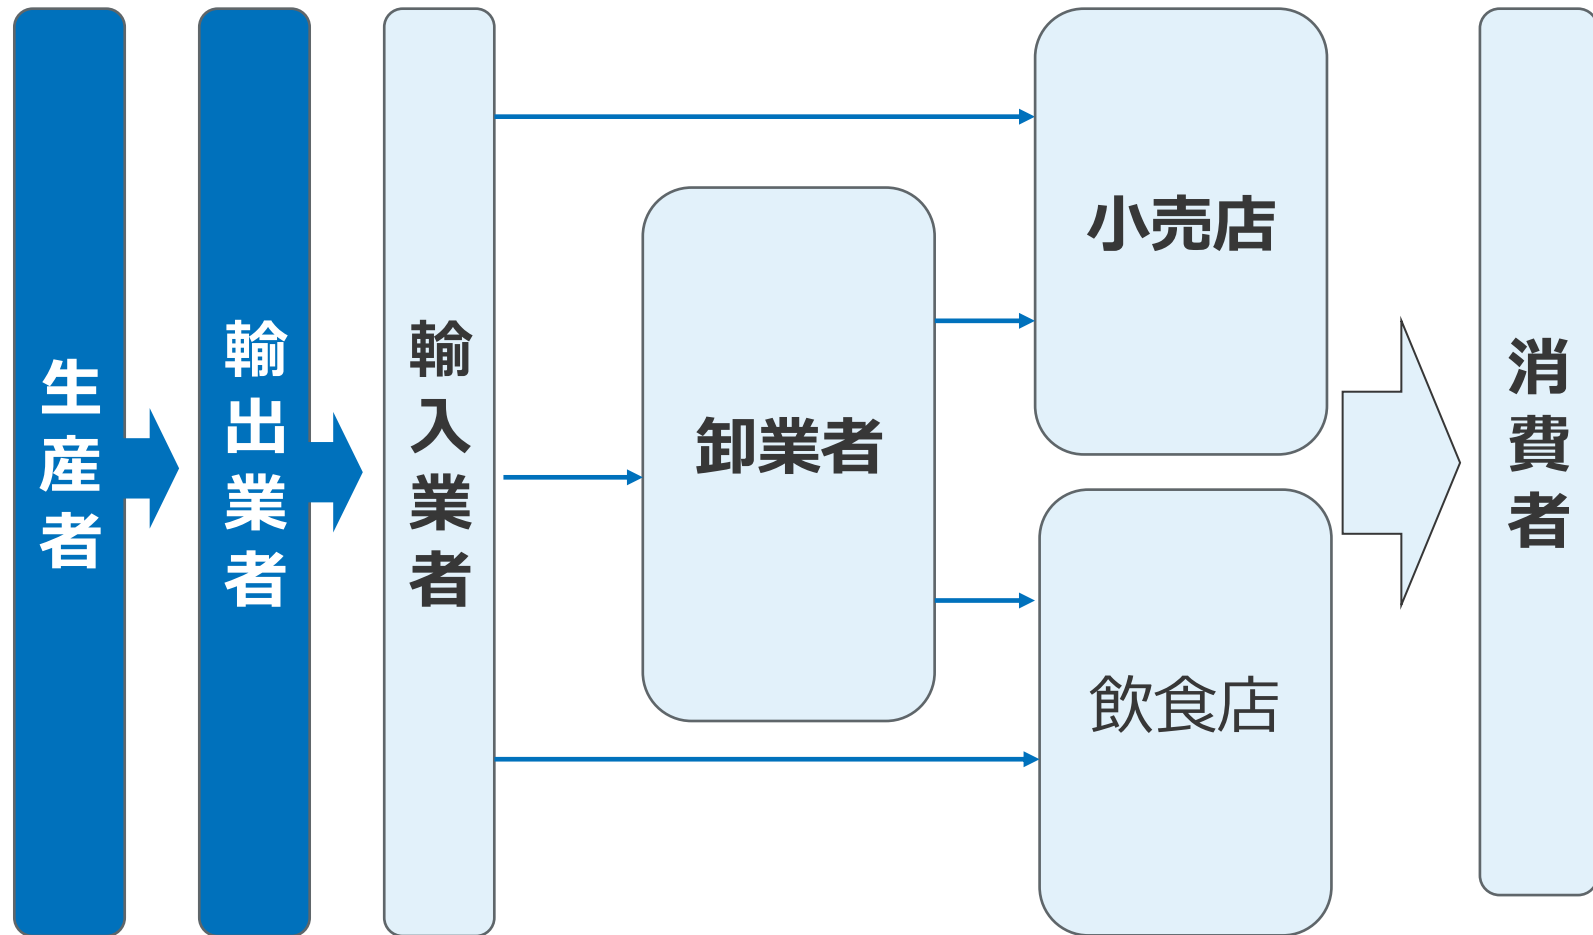 生産者
輸出業者
輸入業者
卸業者
小売店
飲食店
消費者